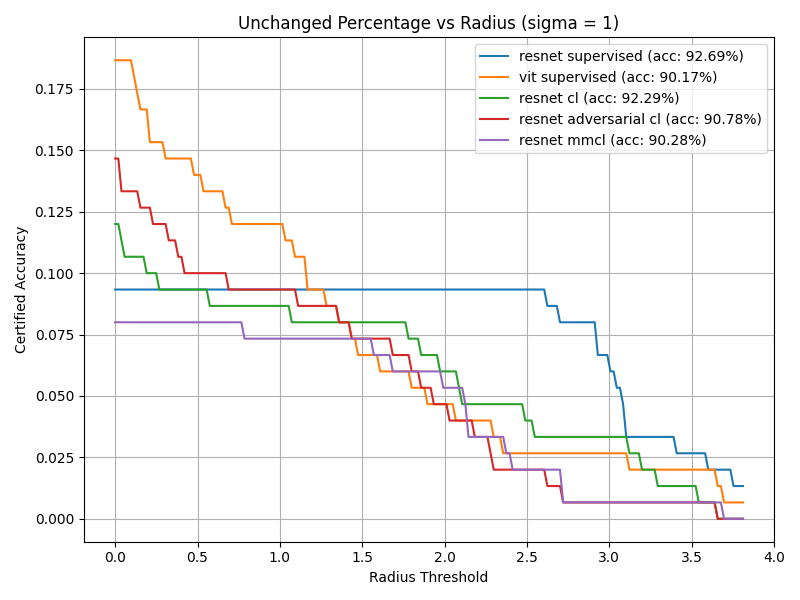 Unchanged Percentage vs Radius (sigma = 1)
resnet supervised (acc: 92.69%)
vit supervised (acc: 90.17%)
resnet cl (acc: 92.29%)
resnet adversarial cl (acc: 90.78%)
resnet mmcl (acc: 90.28%)
Certified Accuracy
0.175
0.150
0.125
0.100
0.075
0.050
0.025
0.000
0.0 0.5 1.0 1.5 2.0 2.5 3.0 3.5 4.0
Radius Threshold